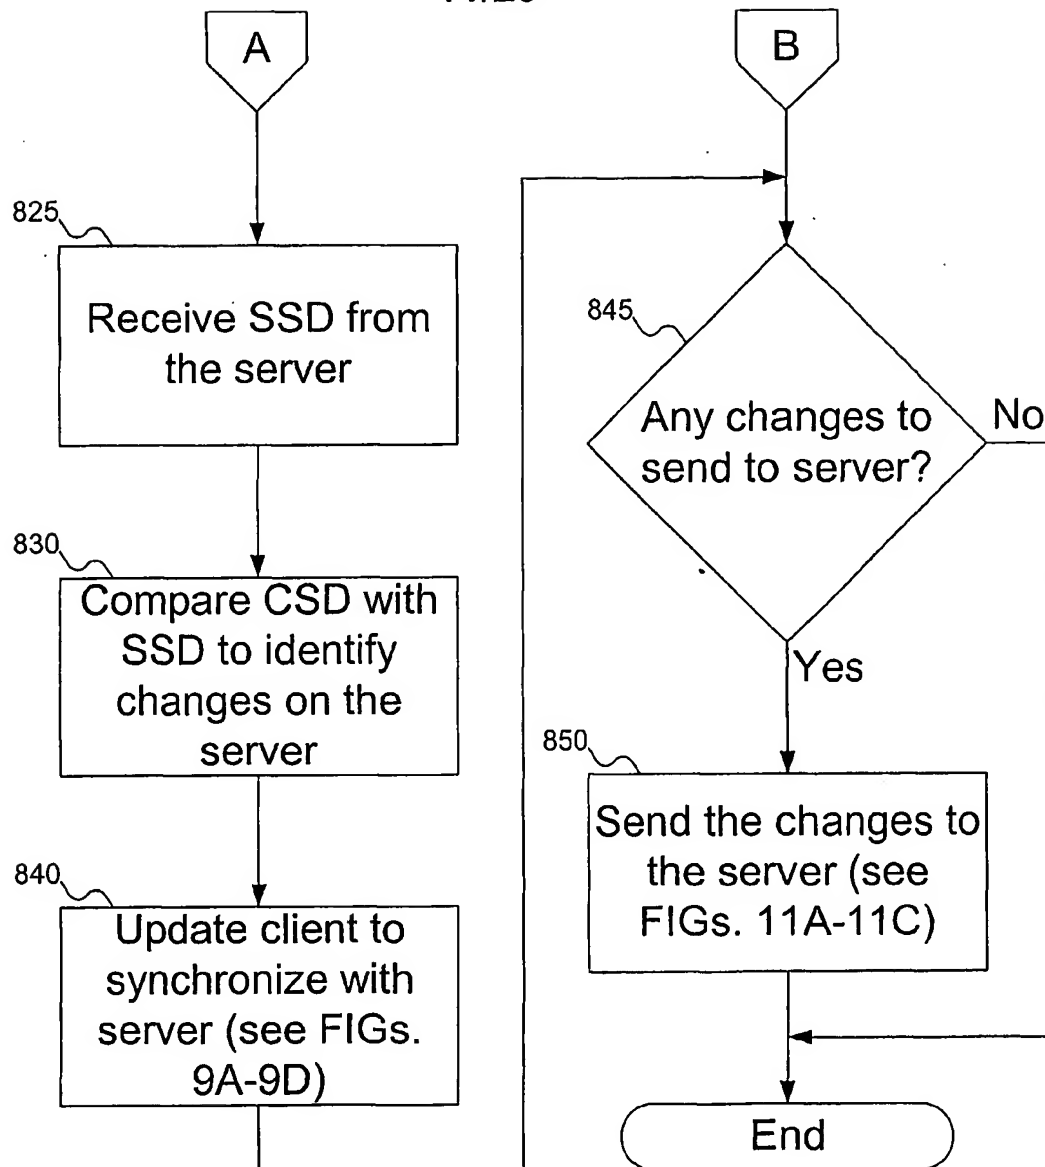 A
825
Receive SSD from
the server
830
Compare CSD with
SSD to identify
changes on the
server
840
Update client to
synchronize with
server (see FIGs.
9A-9D)
B
845
Any changes to
send to server?
No
Yes
850
Send the changes to
the server (see
FIGs. 11A-11C)
End